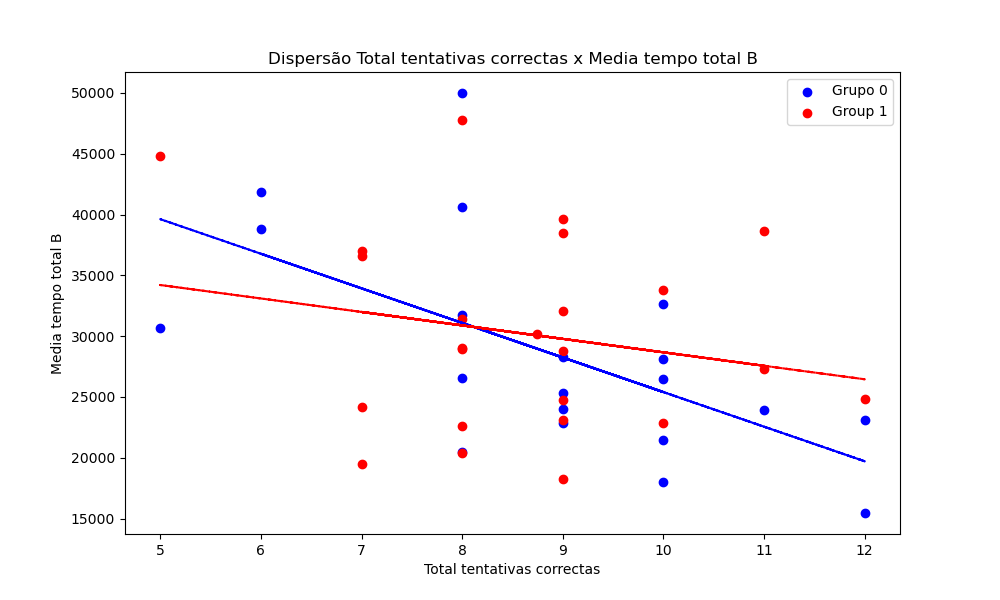 Dispersão Total tentativas correctas x Media tempo total B
Grupo 0
Group 1
50000
45000
40000
35000
30000
25000
20000
15000
Media tempo total B
5 6 7 8 9 10 11 12
Total tentativas correctas